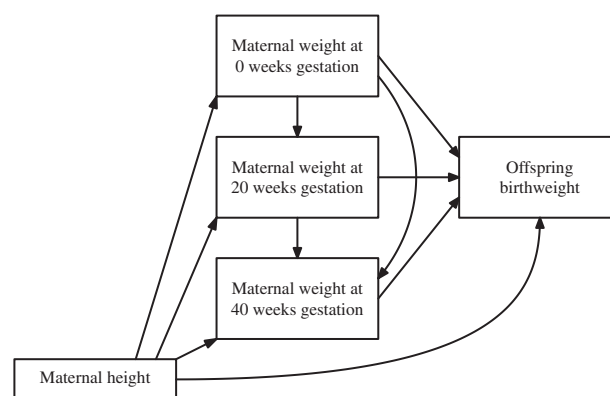 Maternal weight at
0 weeks gestation
Maternal weight at
20 weeks gestation
Offspring
birthweight
Maternal weight at
40 weeks gestation
Maternal height